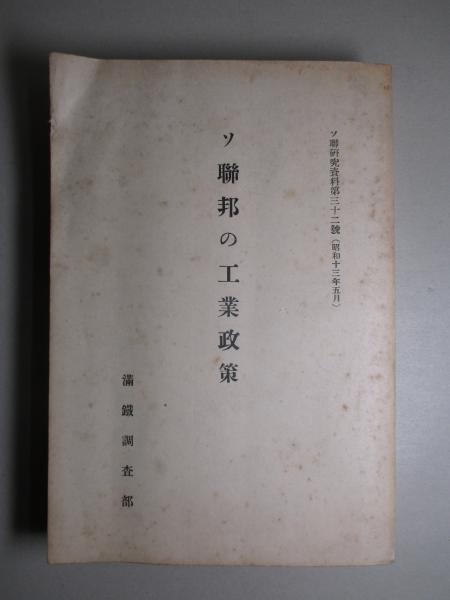 ソ聯研究資料第三十二號（昭和十三年五月）
ソ聯邦の工業政策
滿鐵調査部